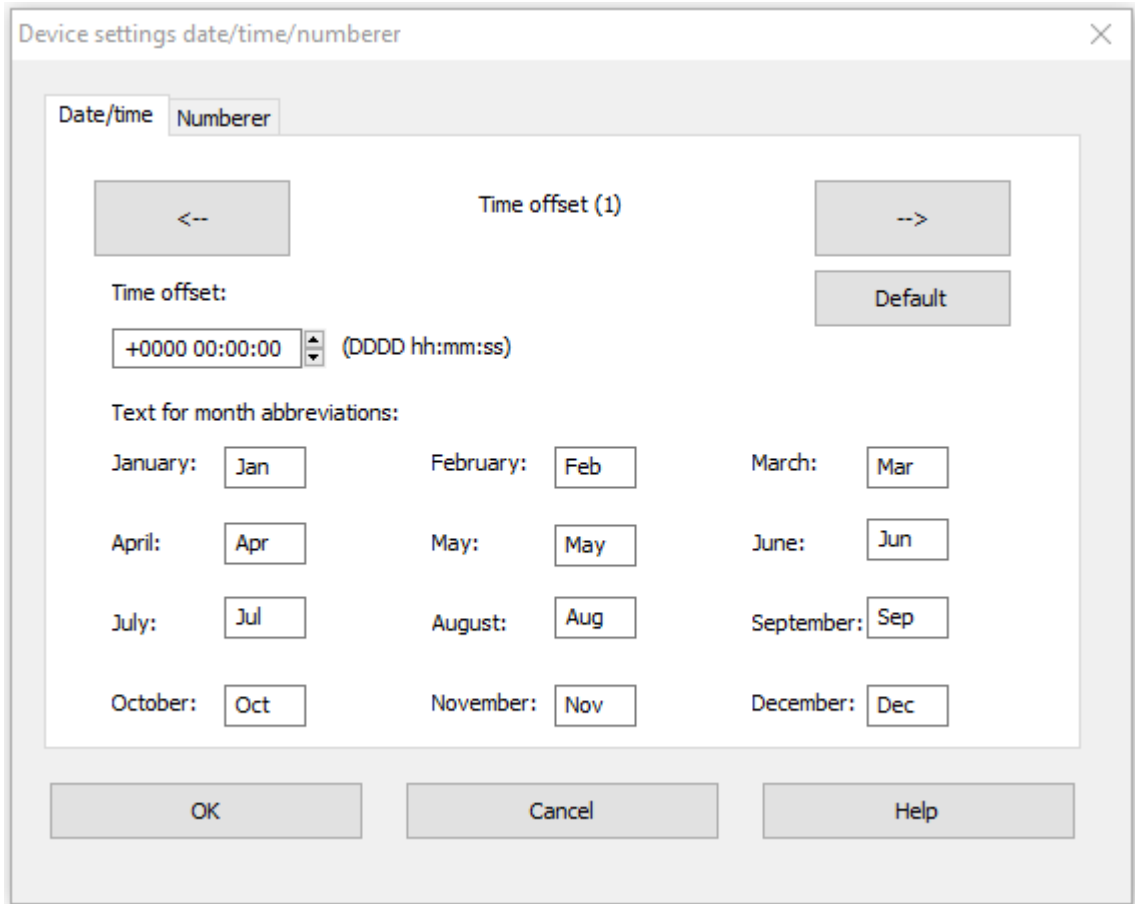 Device settings date/time/numberer
Date/time Numberer
<-- Time offset (1) -->
Time offset: Default
+0000 00:00:00 (DDDD hh:mm:ss)
Text for month abbreviations:
January: Jan February: Feb March: Mar
April: Apr May: May June: Jun
July: Jul August: Aug September: Sep
October: Oct November: Nov December: Dec
OK Cancel Help